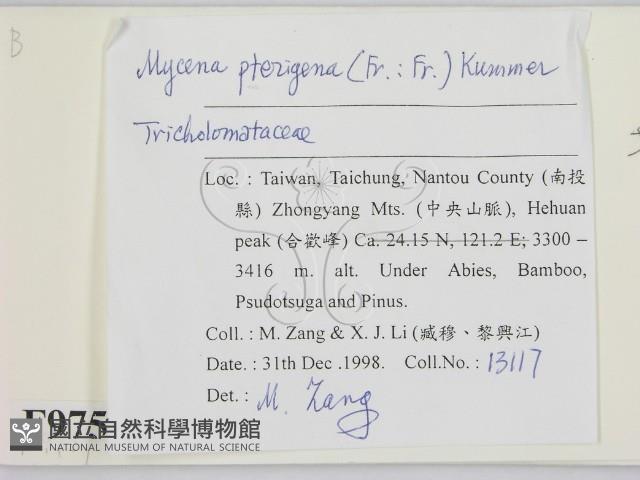 B
Mycena pterigena (Fr. : Fr.) Kummer
Tricholomataceae
Loc. : Taiwan, Taichung, Nantou County (南投
縣) Zhongyang Mts. (中央山脈), Hehuan
peak (合歡峰) Ca. 24.15 N, 121.2 E; 3300 –
3416 m. alt. Under Abies, Bamboo,
Psudotsuga and Pinus.
Coll. : M. Zang & X. J. Li (臧穆、黎興江)
Date. : 31th Dec .1998. Coll.No. : 13117
Det. : M. Zang
F975
國立自然科學博物館
NATIONAL MUSEUM OF NATURAL SCIENCE